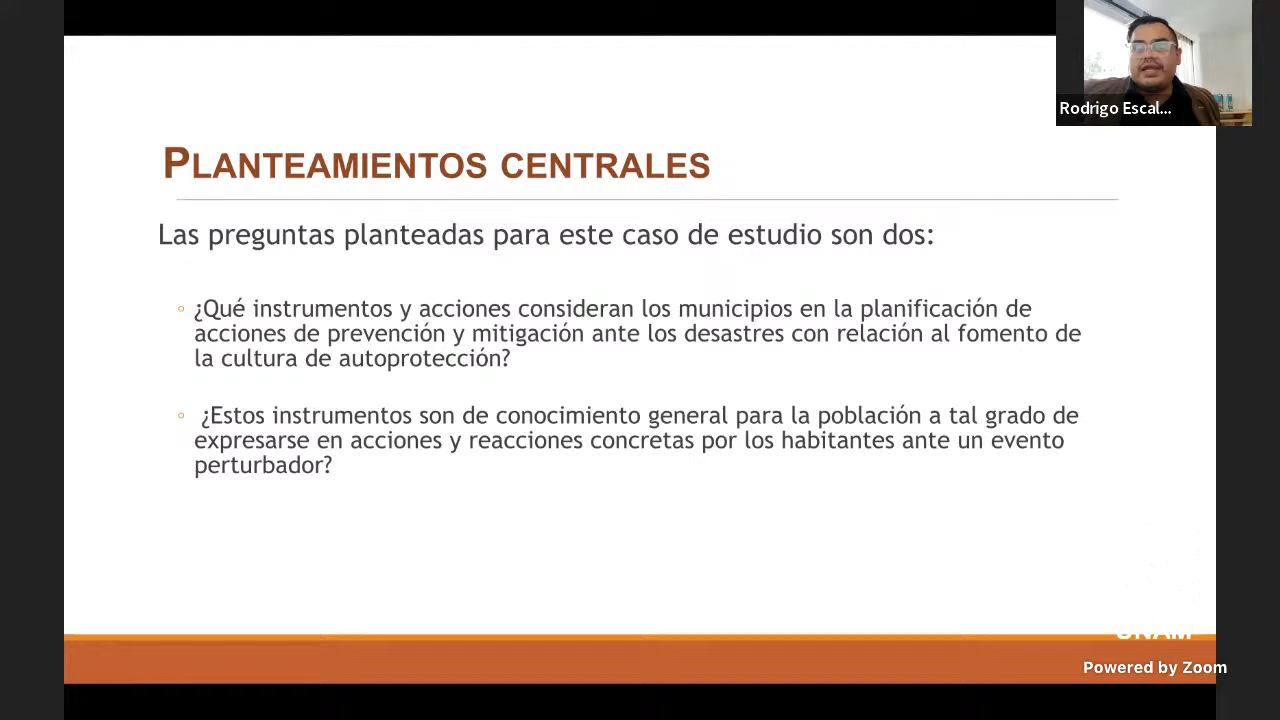 Rodrigo Escal...
PLANTEAMIENTOS CENTRALES
Las preguntas planteadas para este caso de estudio son dos:
◦ ¿Qué instrumentos y acciones consideran los municipios en la planificación de
acciones de prevención y mitigación ante los desastres con relación al fomento de
la cultura de autoprotección?
◦ ¿Estos instrumentos son de conocimiento general para la población a tal grado de
expresarse en acciones y reacciones concretas por los habitantes ante un evento
perturbador?
UNAM
Powered by Zoom